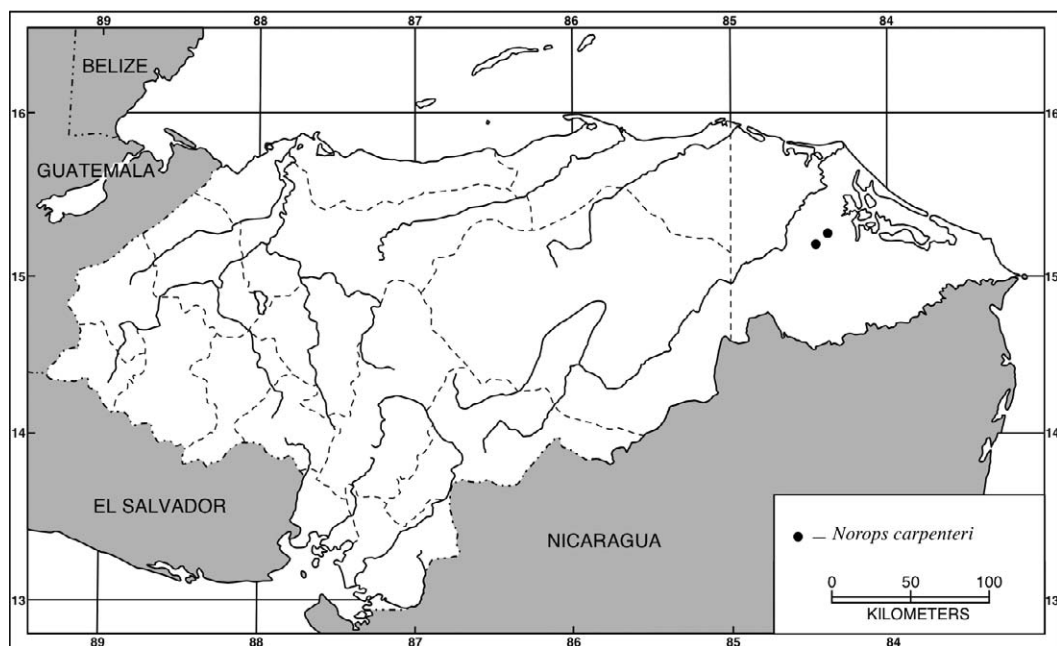 89 88 87 86 85 84
BELIZE
16 16
GUATEMALA
15 15
14 14
EL SALVADOR
NICARAGUA
● — Norops carpenteri
0 50 100
KILOMETERS
13 13
89 88 87 86 85 84